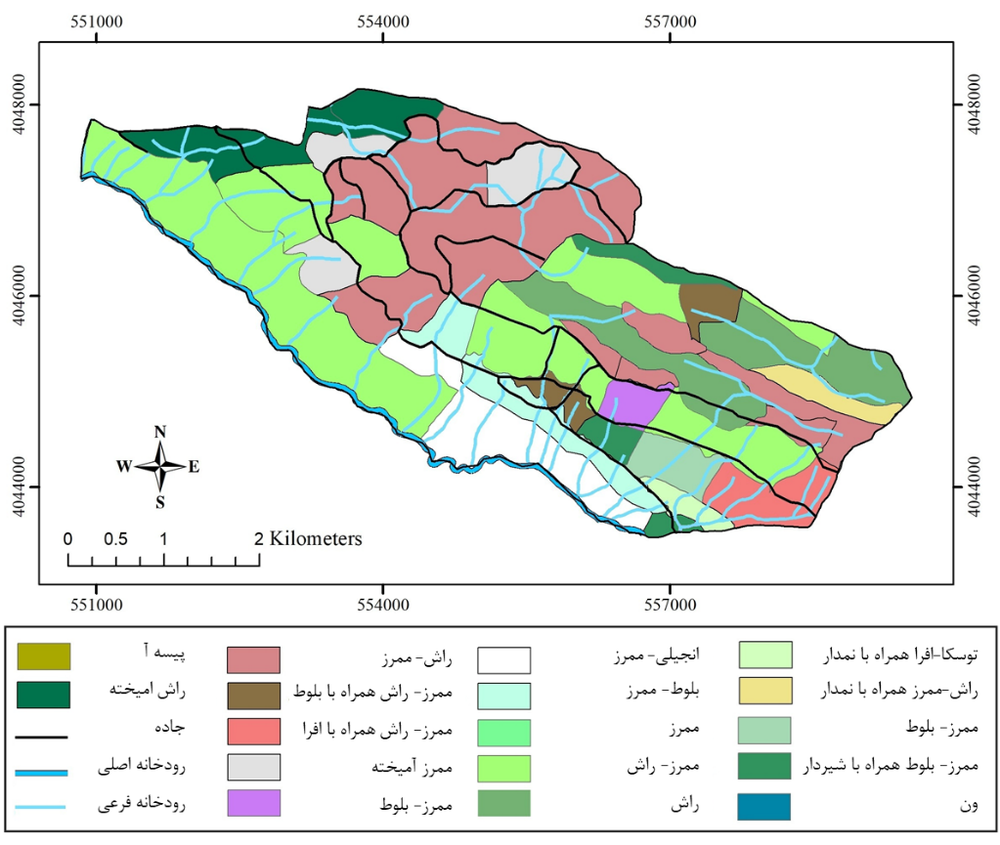 551000 554000 557000
4048000 4048000
4046000 4046000
4044000 4044000
N
W E
S
0 0.5 1 2 Kilometers
551000 554000 557000
توسکا-افرا همراه با نمدار
راش-ممرز همراه با نمدار
ممرز- بلوط
ممرز- بلوط همراه با شیردار
ون
انجیلی- ممرز
بلوط- ممرز
ممرز
ممرز- راش
راش
راش- ممرز
ممرز- راش همراه با بلوط
ممرز- راش همراه با افرا
ممرز آمیخته
ممرز- بلوط
پیسه آ
راش امیخته
جاده
رودخانه اصلی
رودخانه فرعی